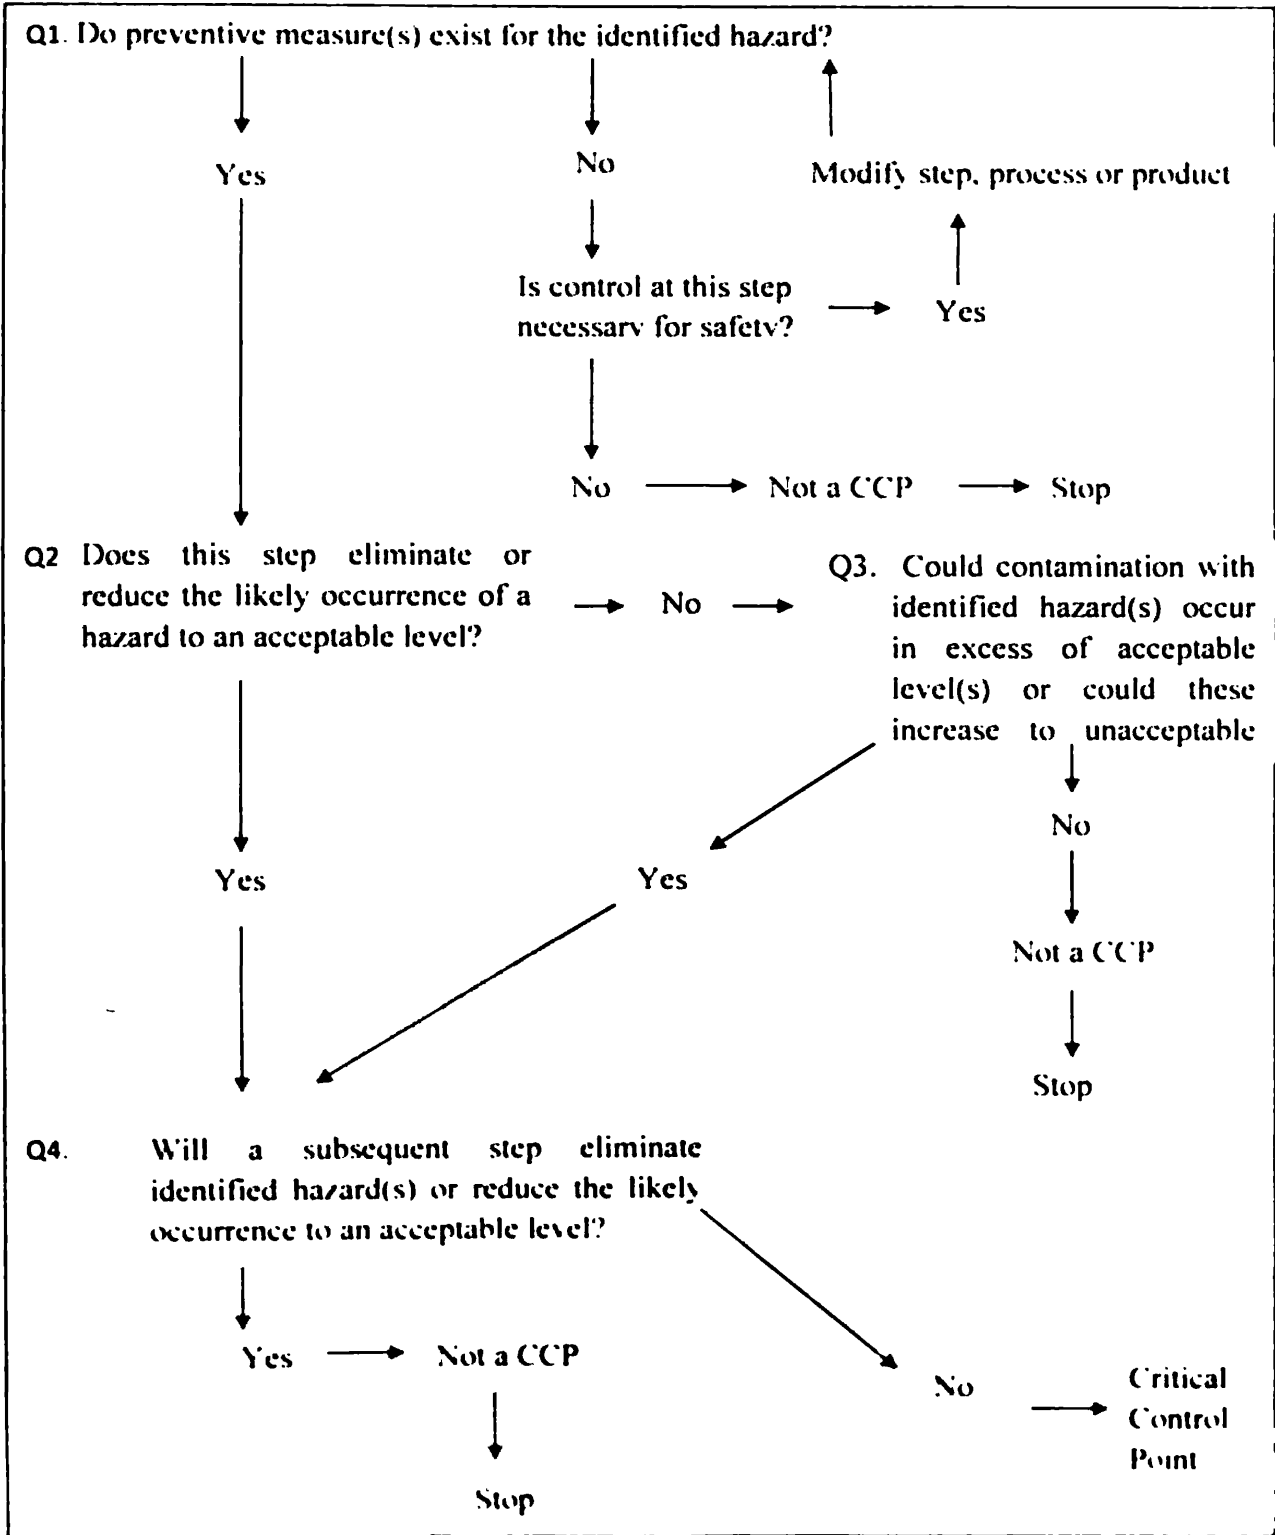 Q1. Do preventive measure(s) exist for the identified hazard?
Yes
No
Modify step, process or product
Is control at this step
necessary for safety?
Yes
No
Not a CCP
Stop
Q2 Does this step eliminate or
reduce the likely occurrence of a
hazard to an acceptable level?
No
Q3. Could contamination with
identified hazard(s) occur
in excess of acceptable
level(s) or could these
increase to unacceptable
No
Yes
Yes
Not a CCP
Stop
Q4. Will a subsequent step eliminate
identified hazard(s) or reduce the likely
occurrence to an acceptable level?
Yes
Not a CCP
No
Critical
Control
Point
Stop